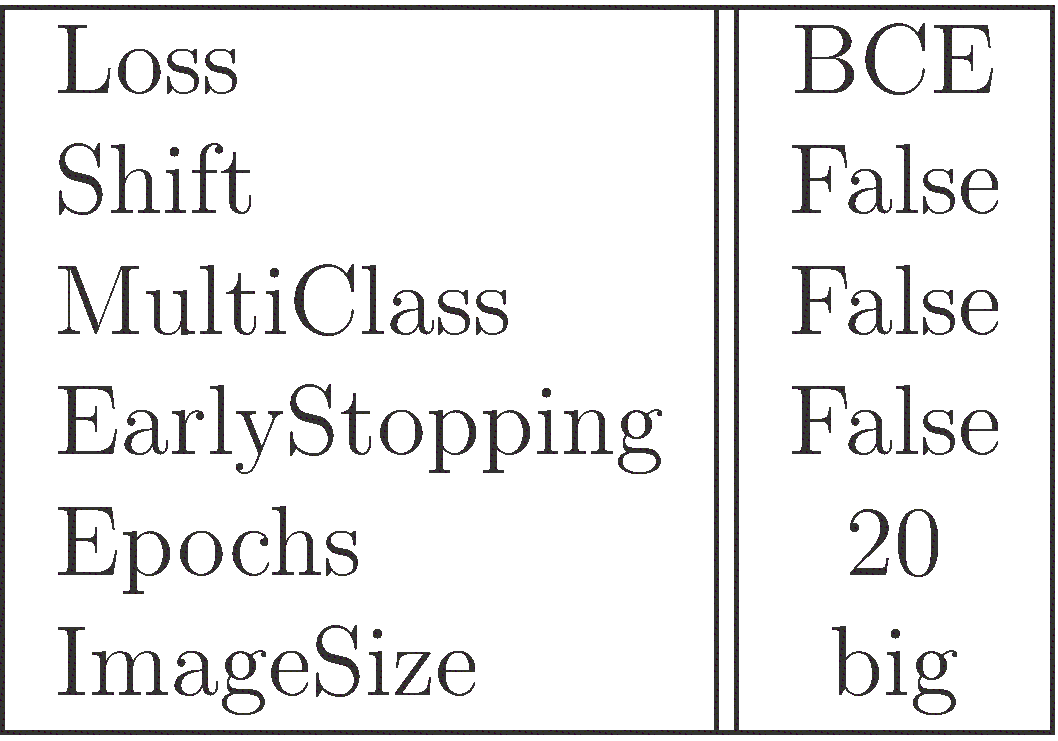 Loss BCE
Shift False
MultiClass False
EarlyStopping False
Epochs 20
ImageSize big